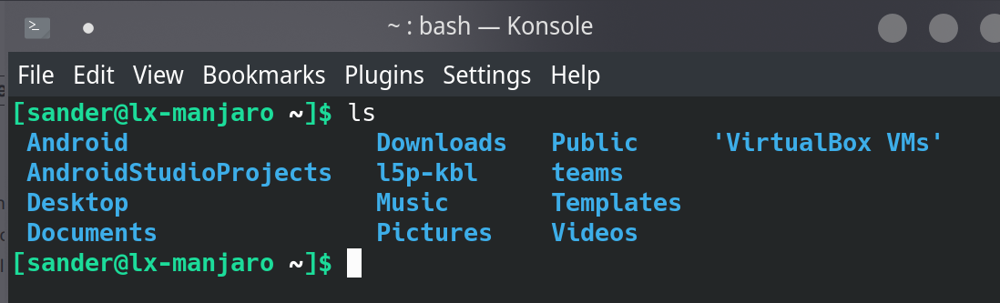 ~ : bash — Konsole
File Edit View Bookmarks Plugins Settings Help
[sander@lx-manjaro ~]$ ls
Android Downloads Public 'VirtualBox VMs'
AndroidStudioProjects l5p-kbl teams
Desktop Music Templates
Documents Pictures Videos
[sander@lx-manjaro ~]$